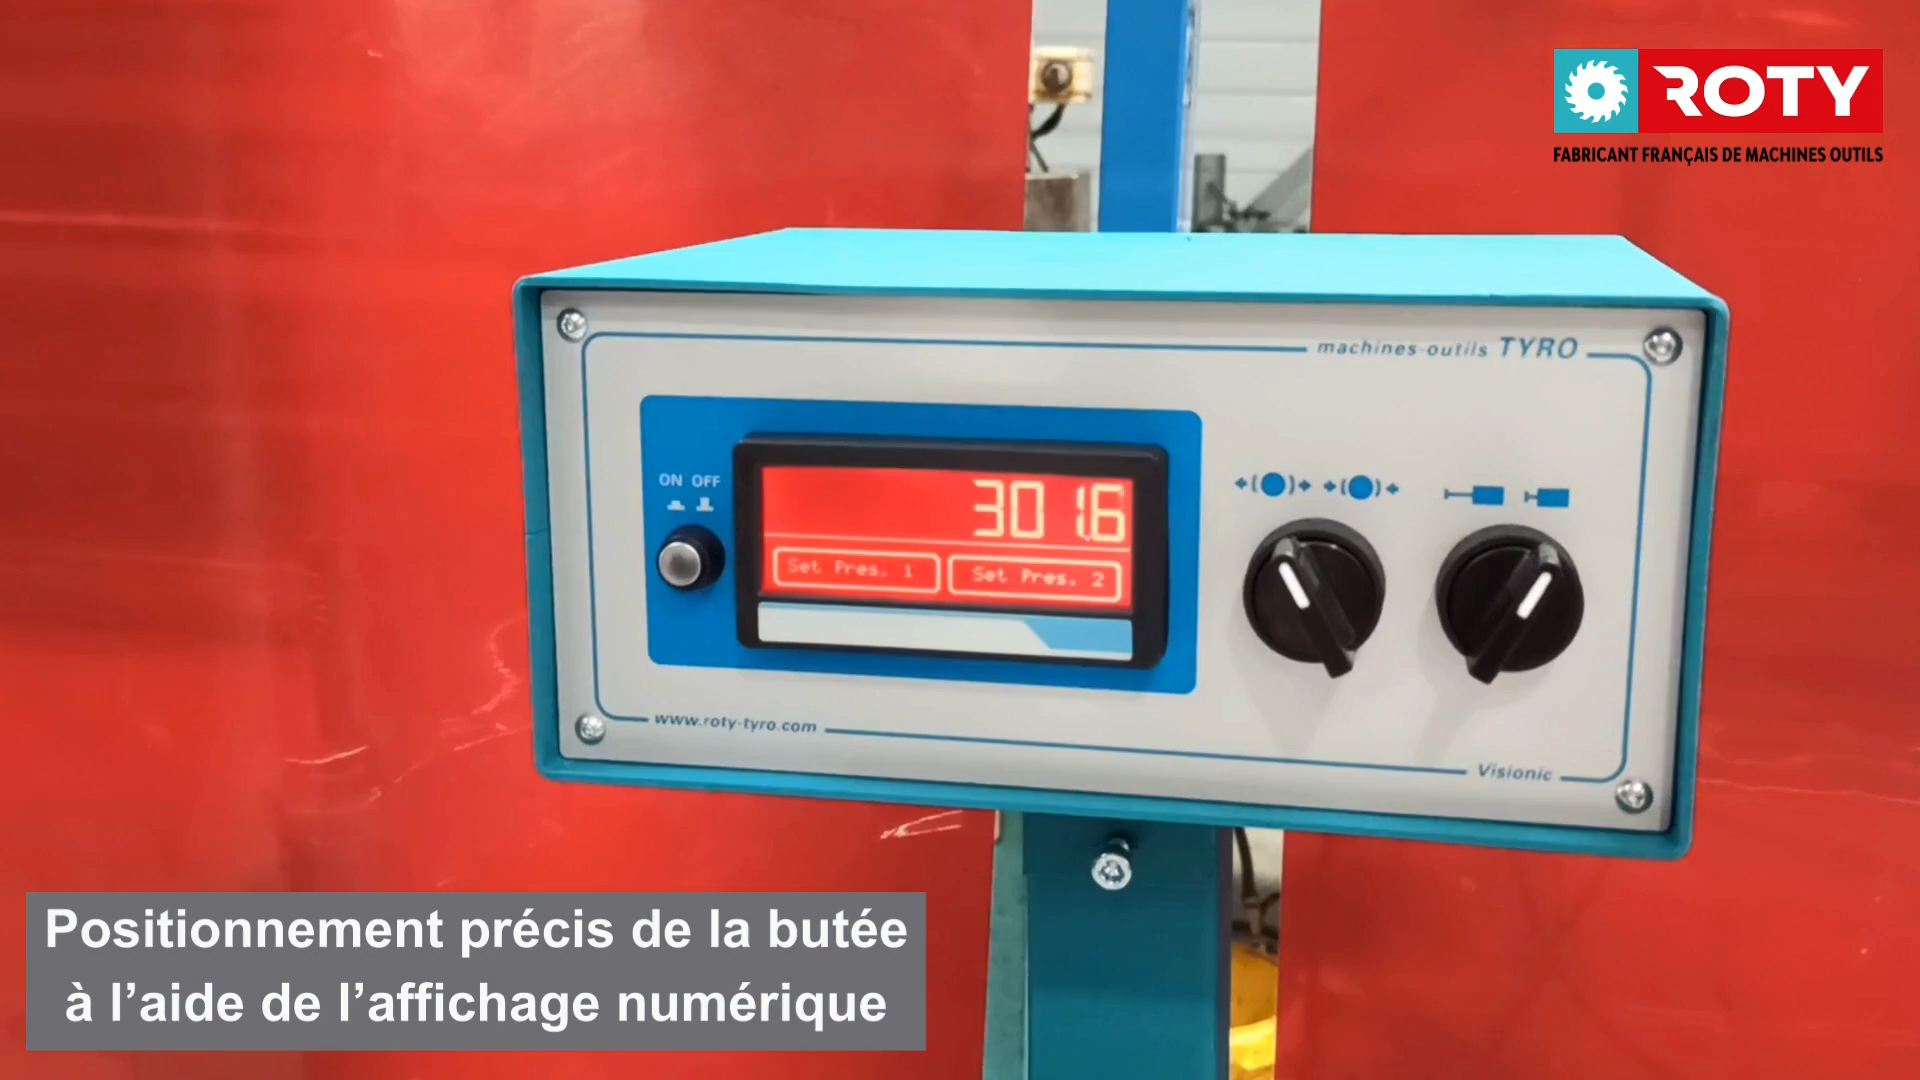 ROTY
FABRICANT FRANÇAIS DE MACHINES OUTILS
machines-outils TYRO
ON OFF
301.6
Set Pres. 1
Set Pres. 2
www.roty-tyro.com
Visionic
Positionnement précis de la butée
à l’aide de l’affichage numérique